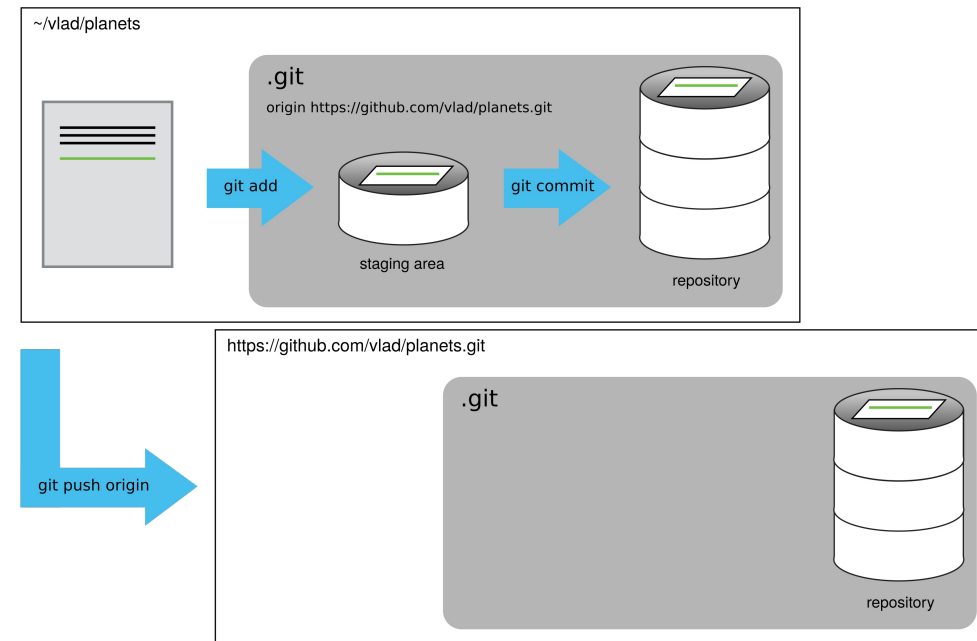 ~/vlad/planets
.git
origin https://github.com/vlad/planets.git
git add
git commit
staging area
repository
https://github.com/vlad/planets.git
.git
git push origin
repository